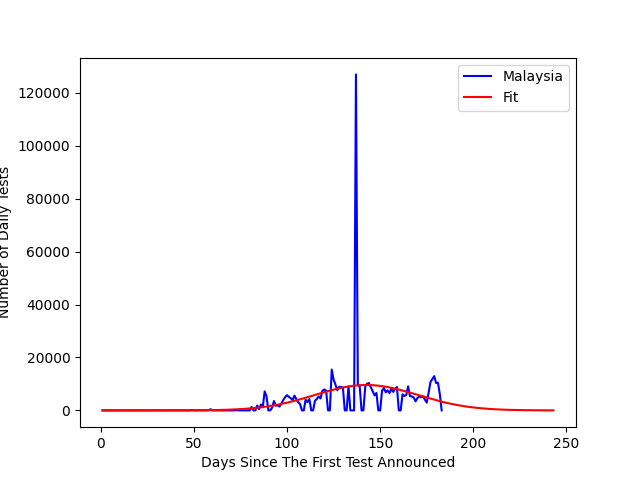 Malaysia
Fit
120000
100000
80000
60000
40000
20000
0
Number of Daily Tests
0 50 100 150 200 250
Days Since The First Test Announced